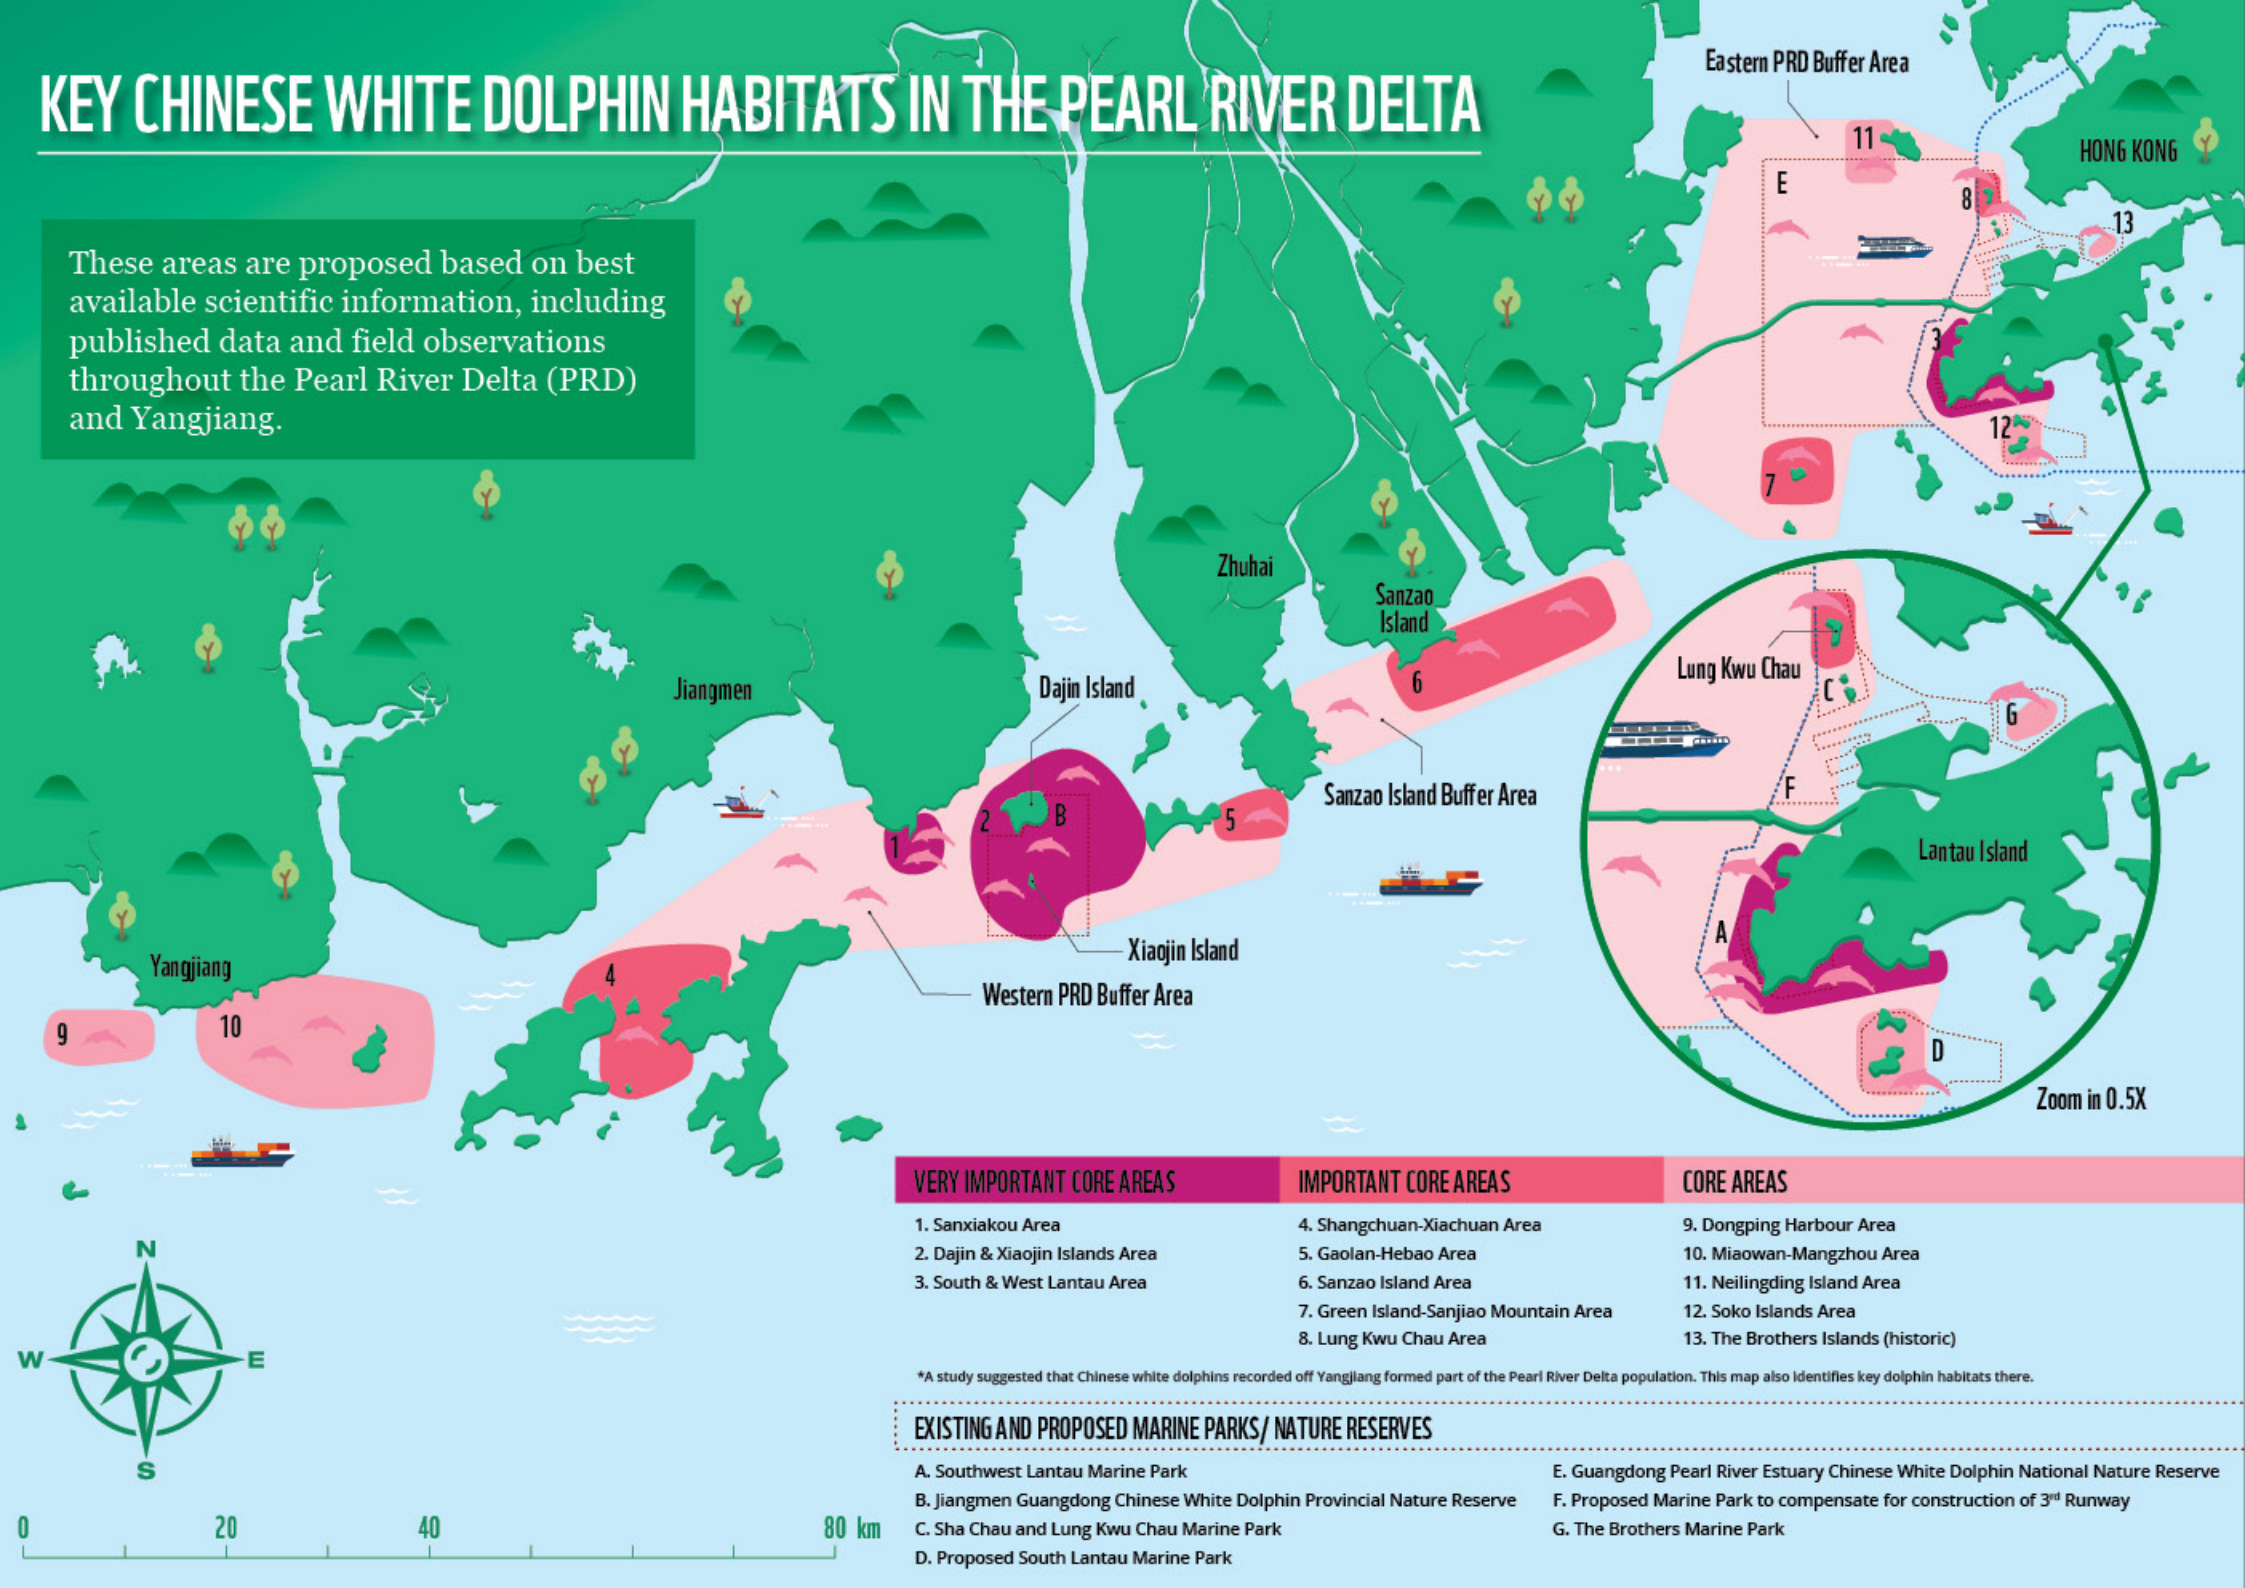 KEY CHINESE WHITE DOLPHIN HABITATS IN THE PEARL RIVER DELTA
These areas are proposed based on best
available scientific information, including
published data and field observations
throughout the Pearl River Delta (PRD)
and Yangjiang.
Eastern PRD Buffer Area
11
HONG KONG
E
8
13
3
12
7
Zhuhai
Sanzao
Island
6
Jiangmen
Dajin Island
Sanzao Island Buffer Area
2
B
5
1
Xiaojin Island
Western PRD Buffer Area
4
Yangjiang
9
10
Lung Kwu Chau
C
G
F
Lantau Island
A
D
Zoom in 0.5X
N
W
E
S
0
20
40
80 km
VERY IMPORTANT CORE AREAS
1. Sanxiakou Area
2. Dajin & Xiaojin Islands Area
3. South & West Lantau Area
IMPORTANT CORE AREAS
4. Shangchuan-Xiachuan Area
5. Gaolan-Hebao Area
6. Sanzao Island Area
7. Green Island-Sanjiao Mountain Area
8. Lung Kwu Chau Area
CORE AREAS
9. Dongping Harbour Area
10. Miaowan-Mangzhou Area
11. Neilingding Island Area
12. Soko Islands Area
13. The Brothers Islands (historic)
*A study suggested that Chinese white dolphins recorded off Yangjiang formed part of the Pearl River Delta population. This map also identifies key dolphin habitats there.
EXISTING AND PROPOSED MARINE PARKS/ NATURE RESERVES
A. Southwest Lantau Marine Park
B. Jiangmen Guangdong Chinese White Dolphin Provincial Nature Reserve
C. Sha Chau and Lung Kwu Chau Marine Park
D. Proposed South Lantau Marine Park
E. Guangdong Pearl River Estuary Chinese White Dolphin National Nature Reserve
F. Proposed Marine Park to compensate for construction of 3rd Runway
G. The Brothers Marine Park